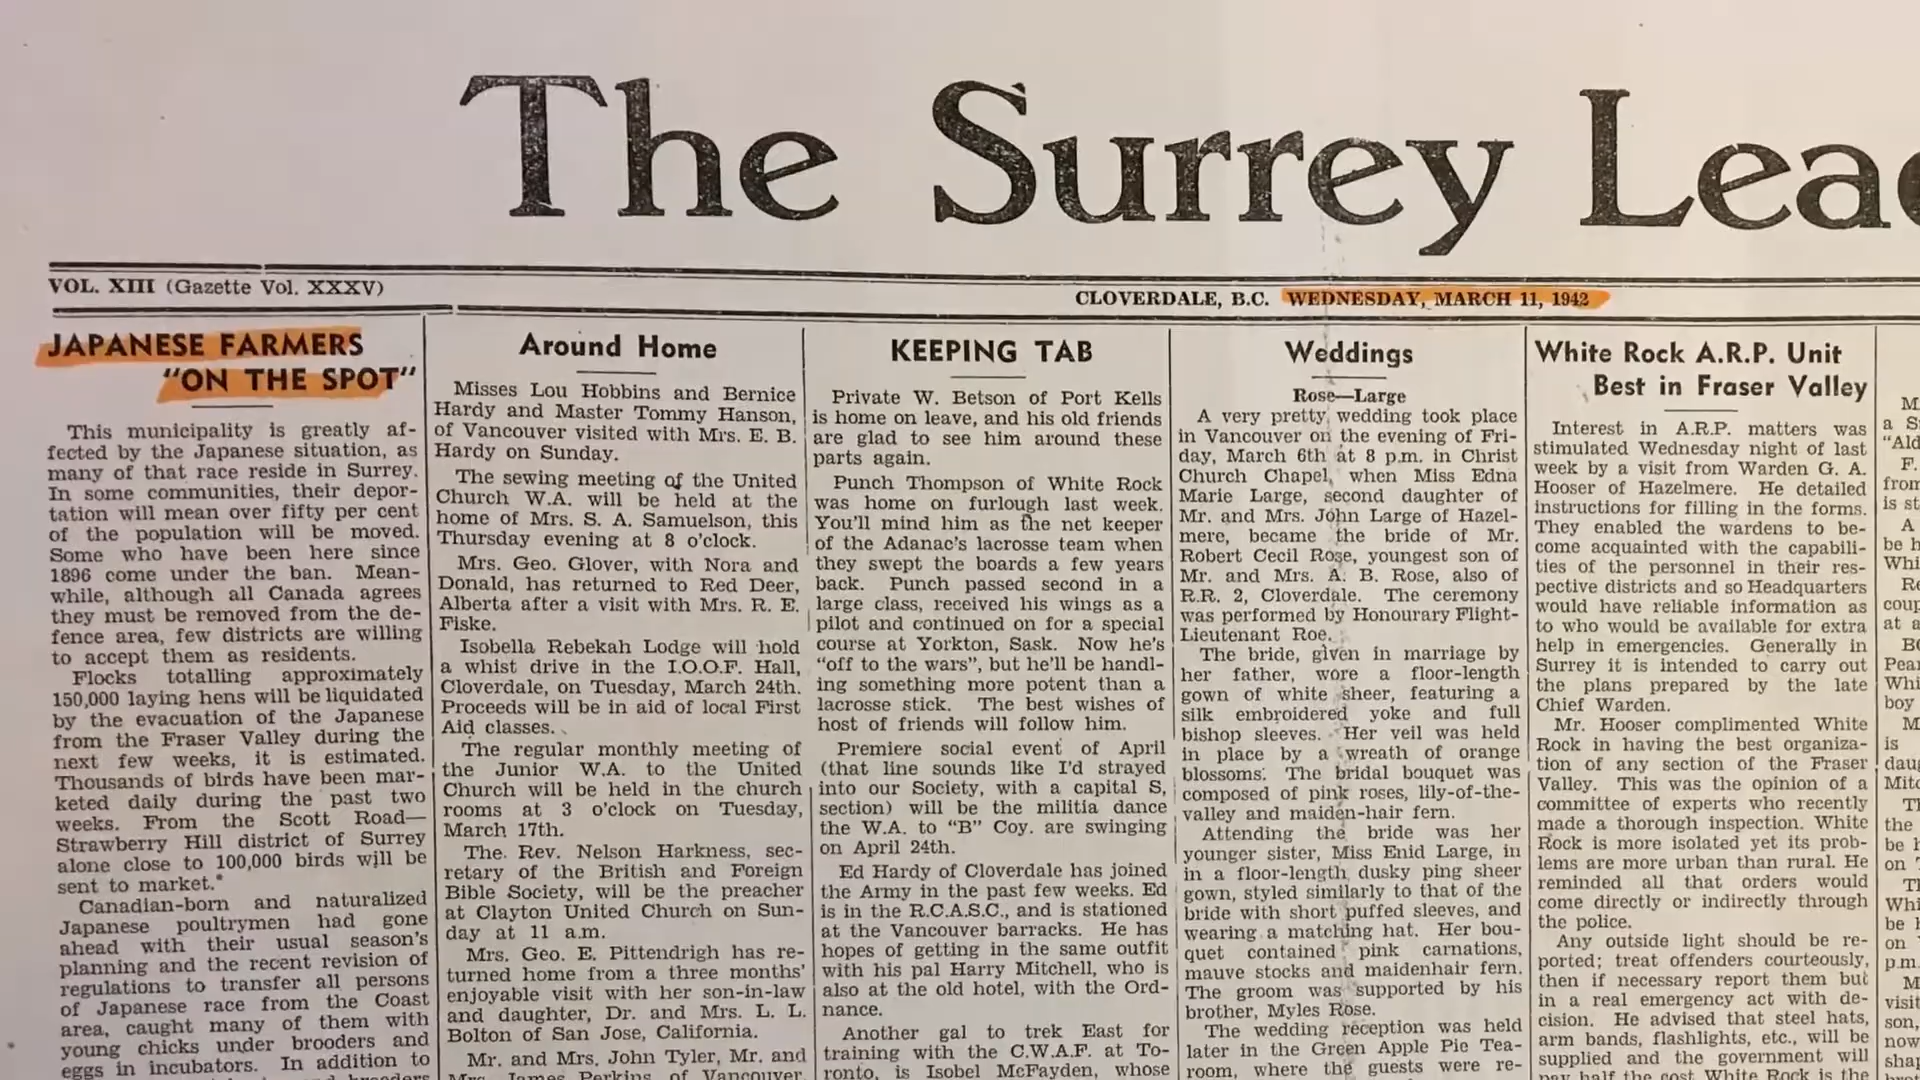 The Surrey Lea
VOL. XIII (Gazette Vol. XXXV)
CLOVERDALE, B.C. WEDNESDAY, MARCH 11, 1942
JAPANESE FARMERS
"ON THE SPOT"
This municipality is greatly af-
fected by the Japanese situation, as
many of that race reside in Surrey.
In some communities, their depor-
tation will mean over fifty per cent
of the population will be moved.
Some who have been here since
1896 come under the ban. Mean-
while, although all Canada agrees
they must be removed from the de-
fence area, few districts are willing
to accept them as residents.
Flocks totalling approximately
150,000 laying hens will be liquidated
by the evacuation of the Japanese
from the Fraser Valley during the
next few weeks, it is estimated.
Thousands of birds have been mar-
keted daily during the past two
weeks. From the Scott Road—
Strawberry Hill district of Surrey
alone close to 100,000 birds will be
sent to market.
Canadian-born and naturalized
Japanese poultrymen had gone
ahead with their usual season's
planning and the recent revision of
regulations to transfer all persons
of Japanese race from the Coast
area, caught many of them with
young chicks under brooders and
eggs in incubators. In addition to
Around Home
Misses Lou Hobbins and Bernice
Hardy and Master Tommy Hanson,
of Vancouver visited with Mrs. E. B.
Hardy on Sunday.
The sewing meeting of the United
Church W.A. will be held at the
home of Mrs. S. A. Samuelson, this
Thursday evening at 8 o'clock.
Mrs. Geo. Glover, with Nora and
Donald, has returned to Red Deer,
Alberta after a visit with Mrs. R. E.
Fiske.
Isobella Rebekah Lodge will hold
a whist drive in the I.O.O.F. Hall,
Cloverdale, on Tuesday, March 24th.
Proceeds will be in aid of local First
Aid classes.
The regular monthly meeting of
the Junior W.A. to the United
Church will be held in the church
rooms at 3 o'clock on Tuesday,
March 17th.
The Rev. Nelson Harkness, sec-
retary of the British and Foreign
Bible Society, will be the preacher
at Clayton United Church on Sun-
day at 11 a.m.
Mrs. Geo. E. Pittendrigh has re-
turned home from a three months'
enjoyable visit with her son-in-law
and daughter, Dr. and Mrs. L. L.
Bolton of San Jose, California.
Mr. and Mrs. John Tyler, Mr. and
Mrs. James Perkins, of Vancouver,
KEEPING TAB
Private W. Betson of Port Kells
is home on leave, and his old friends
are glad to see him around these
parts again.
Punch Thompson of White Rock
was home on furlough last week.
You'll mind him as the net keeper
of the Adanac's lacrosse team when
they swept the boards a few years
back. Punch passed second in a
large class, received his wings as a
pilot and continued on for a special
course at Yorkton, Sask. Now he's
"off to the wars", but he'll be handl-
ing something more potent than a
lacrosse stick. The best wishes of
host of friends will follow him.
Premiere social event of April
(that line sounds like I'd strayed
into our Society, with a capital S,
section) will be the militia dance
the W.A. to "B" Coy. are swinging
on April 24th.
Ed Hardy of Cloverdale has joined
the Army in the past few weeks. Ed
is in the R.C.A.S.C., and is stationed
at the Vancouver barracks. He has
hopes of getting in the same outfit
with his pal Harry Mitchell, who is
also at the old hotel, with the Ord-
nance.
Another gal to trek East for
training with the C.W.A.F. at To-
ronto, is Isobel McFayden, whose
Weddings
Rose—Large
A very pretty wedding took place
in Vancouver on the evening of Fri-
day, March 6th at 8 p.m. in Christ
Church Chapel, when Miss Edna
Marie Large, second daughter of
Mr. and Mrs. John Large of Hazel-
mere, became the bride of Mr.
Robert Cecil Rose, youngest son of
Mr. and Mrs. A. B. Rose, also of
R.R. 2, Cloverdale. The ceremony
was performed by Honourary Flight-
Lieutenant Roe.
The bride, given in marriage by
her father, wore a floor-length
gown of white sheer, featuring a
silk embroidered yoke and full
bishop sleeves. Her veil was held
in place by a wreath of orange
blossoms. The bridal bouquet was
composed of pink roses, lily-of-the-
valley and maiden-hair fern.
Attending the bride was her
younger sister, Miss Enid Large, in
in a floor-length dusky ping sheer
gown, styled similarly to that of the
bride with short puffed sleeves, and
wearing a matching hat. Her bou-
quet contained pink carnations,
mauve stocks and maidenhair fern.
The groom was supported by his
brother, Myles Rose.
The wedding reception was held
later in the Green Apple Pie Tea-
room, where the guests were re-
White Rock A.R.P. Unit
Best in Fraser Valley
Interest in A.R.P. matters was
stimulated Wednesday night of last
week by a visit from Warden G. A.
Hooser of Hazelmere. He detailed
instructions for filling in the forms.
They enabled the wardens to be-
come acquainted with the capabili-
ties of the personnel in their res-
pective districts and so Headquarters
would have reliable information as
to who would be available for extra
help in emergencies. Generally in
Surrey it is intended to carry out
the plans prepared by the late
Chief Warden.
Mr. Hooser complimented White
Rock in having the best organiza-
tion of any section of the Fraser
Valley. This was the opinion of a
committee of experts who recently
made a thorough inspection. White
Rock is more isolated yet its prob-
lems are more urban than rural. He
reminded all that orders would
come directly or indirectly through
the police.
Any outside light should be re-
ported; treat offenders courteously,
then if necessary report them but
in a real emergency act with de-
cision. He advised that steel hats,
arm bands, flashlights, etc., will be
supplied and the government will
pay half the cost. White Rock is the